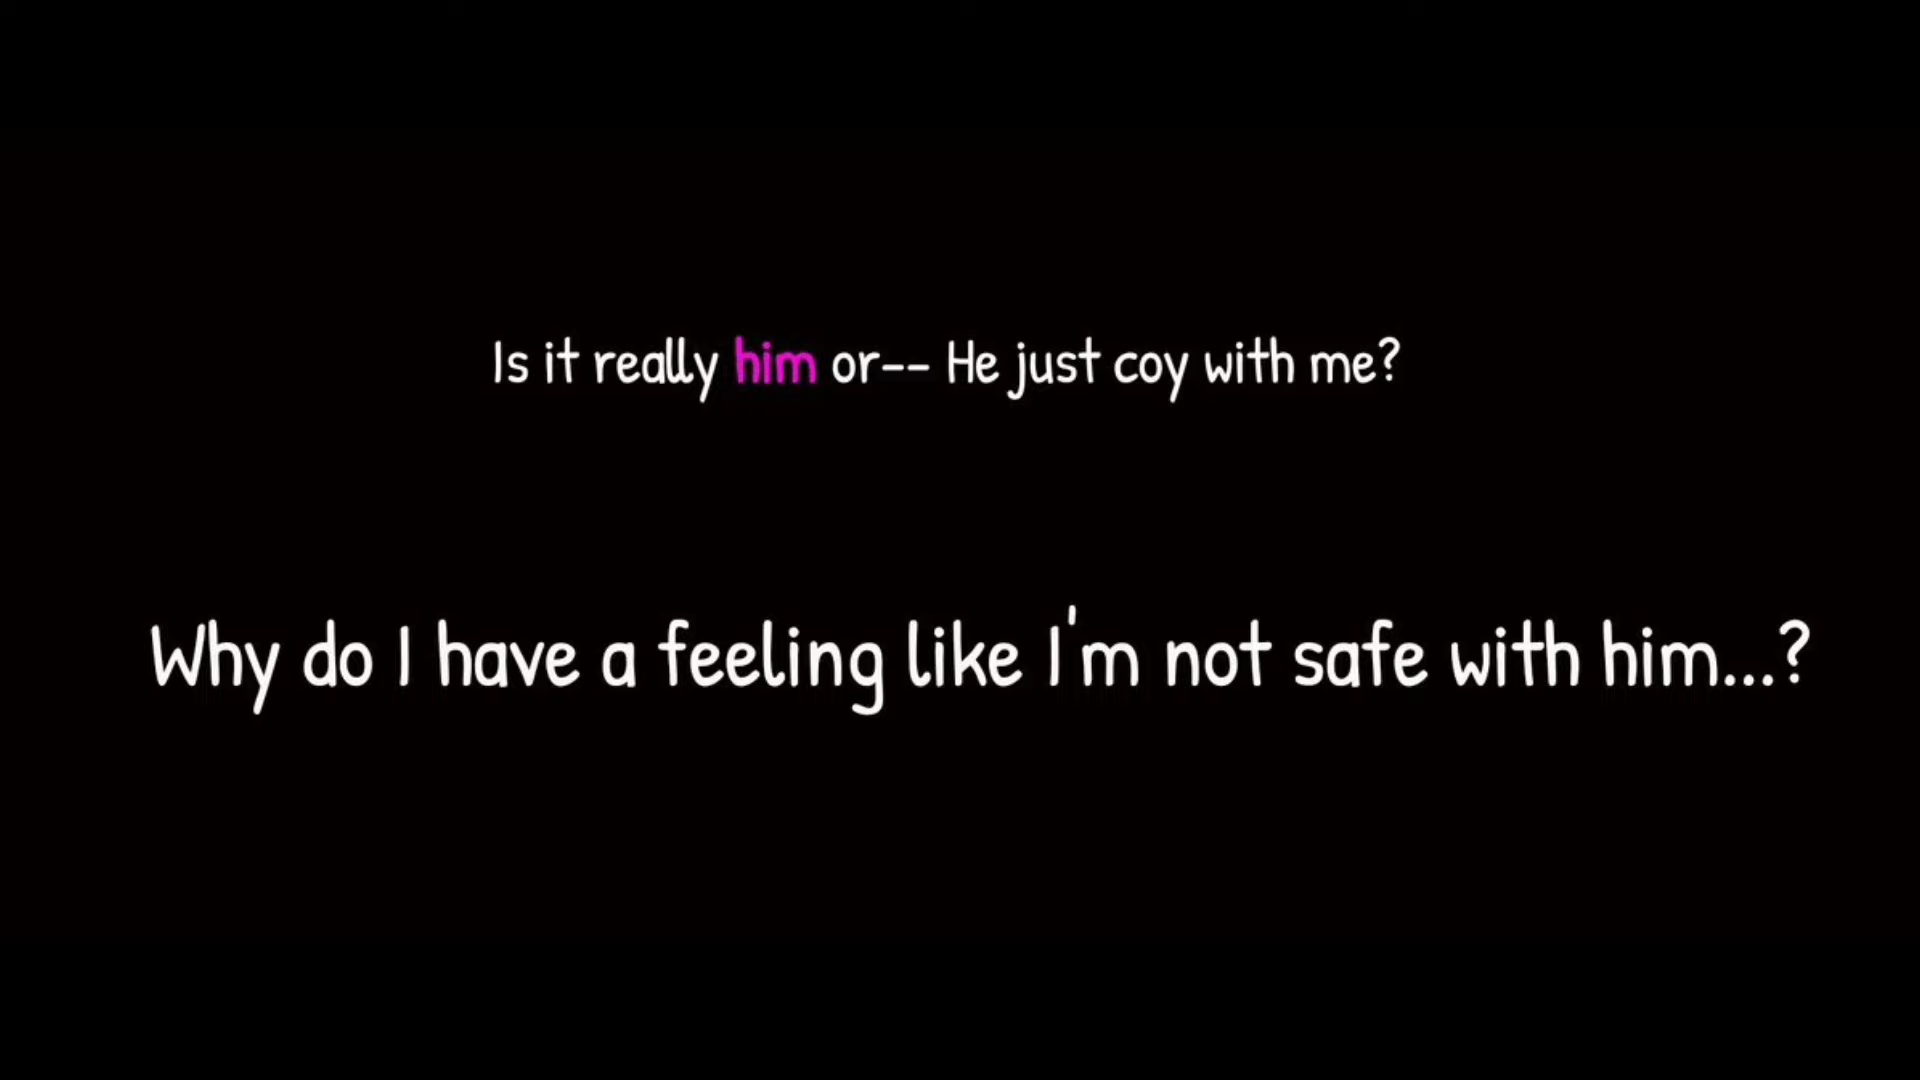 Is it really him or-- He just coy with me?
Why do I have a feeling like I'm not safe with him...?